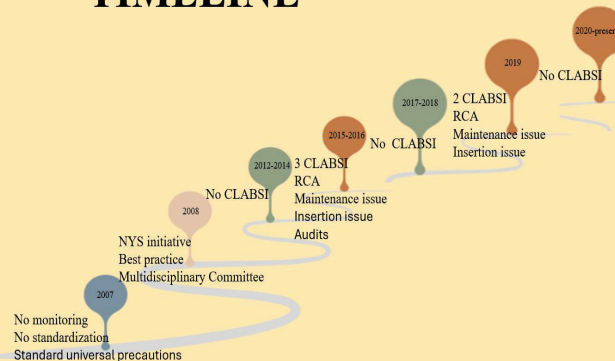 TIMELINE
2020-presen
2019
No CLABSI
2017-2018
2 CLABSI
RCA
Maintenance issue
Insertion issue
2015-2016
No CLABSI
2012-2014
3 CLABSI
RCA
Maintenance issue
Insertion issue
Audits
No CLABSI
2008
NYS initiative
Best practice
Multidisciplinary Committee
2007
No monitoring
No standardization
Standard universal precautions